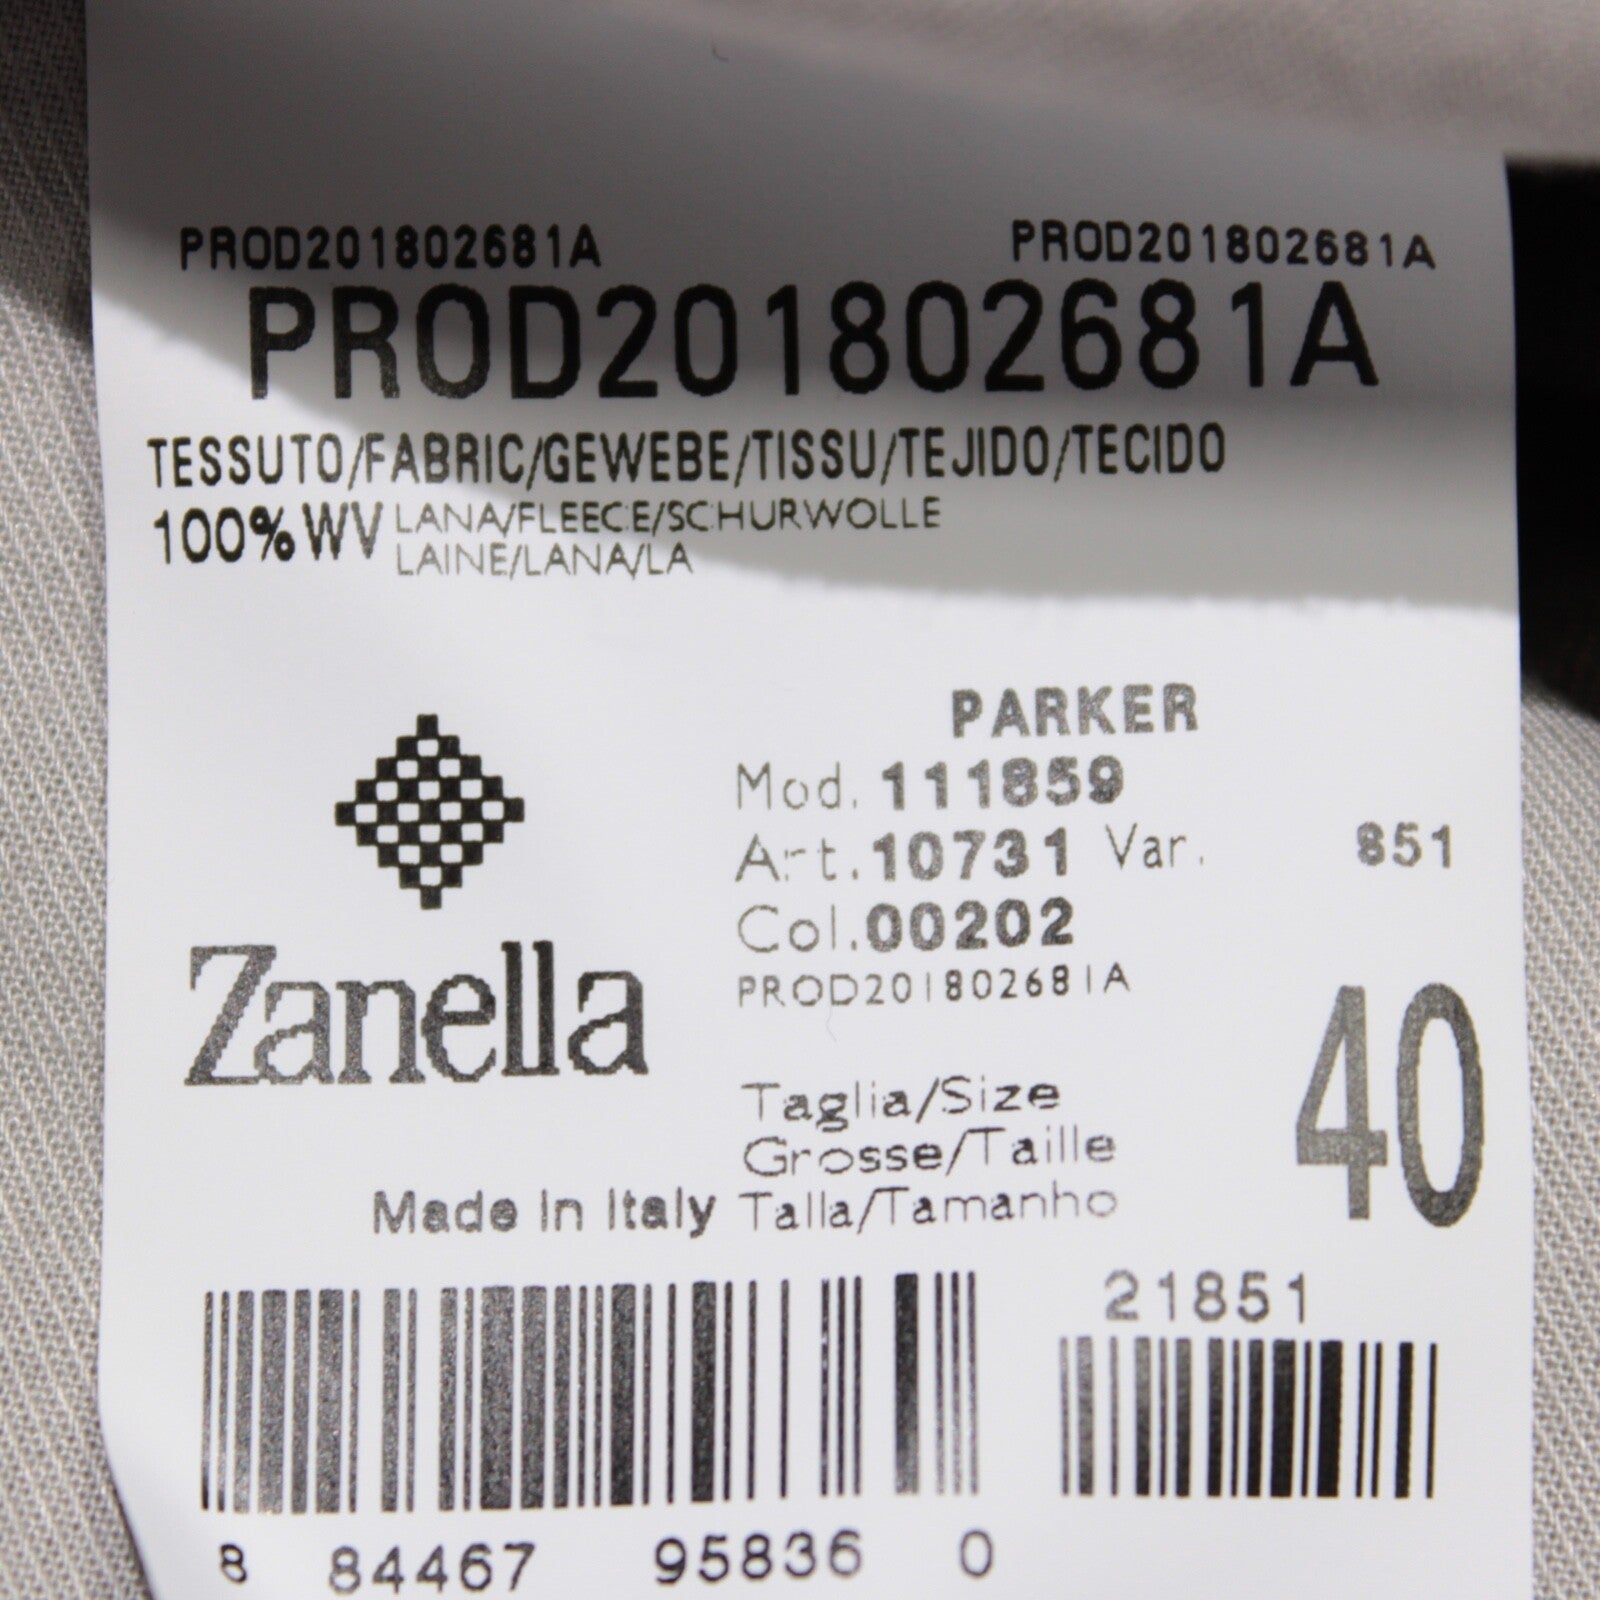 PROD201802681A PROD201802681A
PROD201802681A
TESSUTO/FABRIC/GEWEBE/TISSU/TEJIDO/TECIDO
100% WV LANA/FLEECE/SCHURWOLLE
LAINE/LANA/LA
PARKER
Mod. 111859
Art. 10731 Var. 851
Col. 00202
PROD201802681A
Zanella
40
Taglia/Size
Grosse/Taille
Made In Italy Talla/Tamanho
21851
8 84467 95836 0